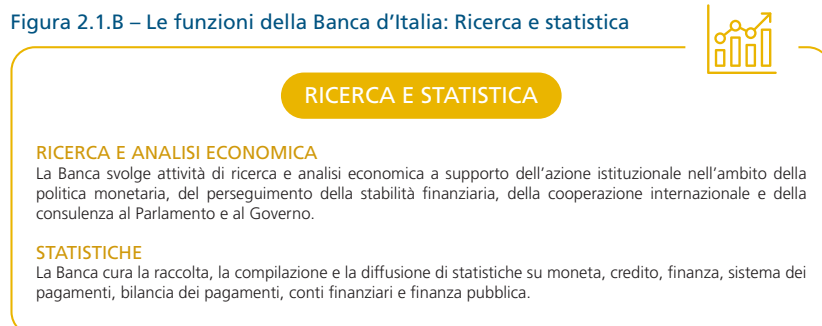 Figura 2.1.B – Le funzioni della Banca d’Italia: Ricerca e statistica
RICERCA E STATISTICA
RICERCA E ANALISI ECONOMICA
La Banca svolge attività di ricerca e analisi economica a supporto dell’azione istituzionale nell’ambito della
politica monetaria, del perseguimento della stabilità finanziaria, della cooperazione internazionale e della
consulenza al Parlamento e al Governo.
STATISTICHE
La Banca cura la raccolta, la compilazione e la diffusione di statistiche su moneta, credito, finanza, sistema dei
pagamenti, bilancia dei pagamenti, conti finanziari e finanza pubblica.